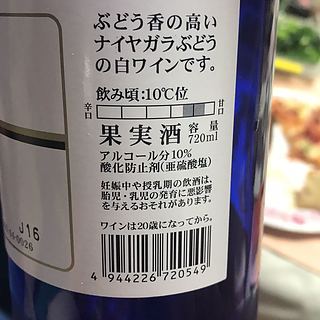 ぶどう香の高い
ナイヤガラぶどう
の白ワインです。
飲み頃:10℃位
辛口 甘口
果実酒 容量 720ml
アルコール分10%
酸化防止剤(亜硫酸塩)
妊娠中や授乳期の飲酒は、
胎児・乳児の発育に悪影響
を与えるおそれがあります。
ワインは20歳になってから。
4 944226 720549
J16